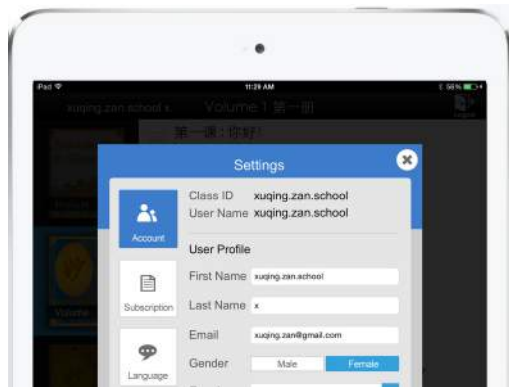 iPad
11:29 AM
56%
xuqing.zan.school x.
Volume 1 第一册
Logout
第一课：你好！
Settings
Class ID xuqing.zan.school
User Name xuqing.zan.school
Account
User Profile
First Name xuqing.zan.school
Subscription
Last Name x
Email xuqing.zan@gmail.com
Gender Male Female
Language
Volume